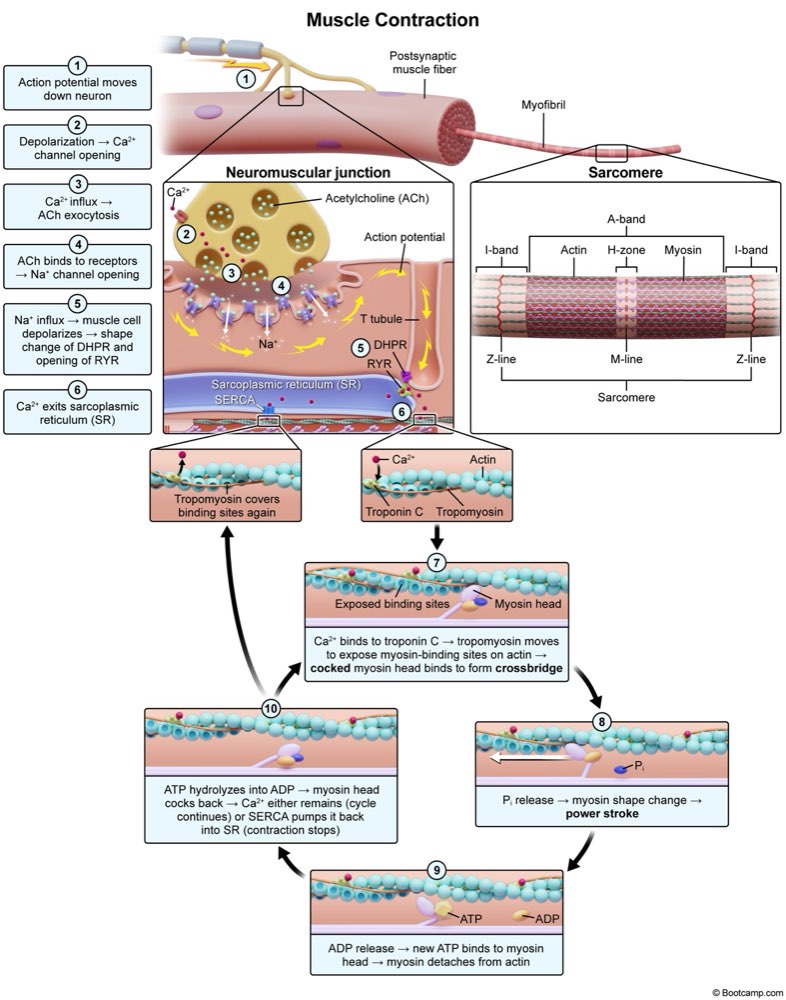 Muscle Contraction
1
Action potential moves
down neuron
2
Depolarization → Ca²⁺
channel opening
3
Ca²⁺ influx →
ACh exocytosis
4
ACh binds to receptors
→ Na⁺ channel opening
5
Na⁺ influx → muscle cell
depolarizes → shape
change of DHPR and
opening of RYR
6
Ca²⁺ exits sarcoplasmic
reticulum (SR)
1
Postsynaptic
muscle fiber
Myofibril
Neuromuscular junction
Ca²⁺
Acetylcholine (ACh)
2
Action potential
3
4
T tubule
Na⁺
5
DHPR
RYR
Sarcoplasmic reticulum (SR)
SERCA
6
Sarcomere
A-band
I-band
Actin
H-zone
Myosin
I-band
Z-line
M-line
Z-line
Sarcomere
Tropomyosin covers
binding sites again
Ca²⁺
Actin
Troponin C
Tropomyosin
7
Exposed binding sites
Myosin head
Ca²⁺ binds to troponin C → tropomyosin moves
to expose myosin-binding sites on actin →
cocked myosin head binds to form crossbridge
8
Pᵢ
Pᵢ release → myosin shape change →
power stroke
9
ATP
ADP
ADP release → new ATP binds to myosin
head → myosin detaches from actin
10
ATP hydrolyzes into ADP → myosin head
cocks back → Ca²⁺ either remains (cycle
continues) or SERCA pumps it back
into SR (contraction stops)
© Bootcamp.com